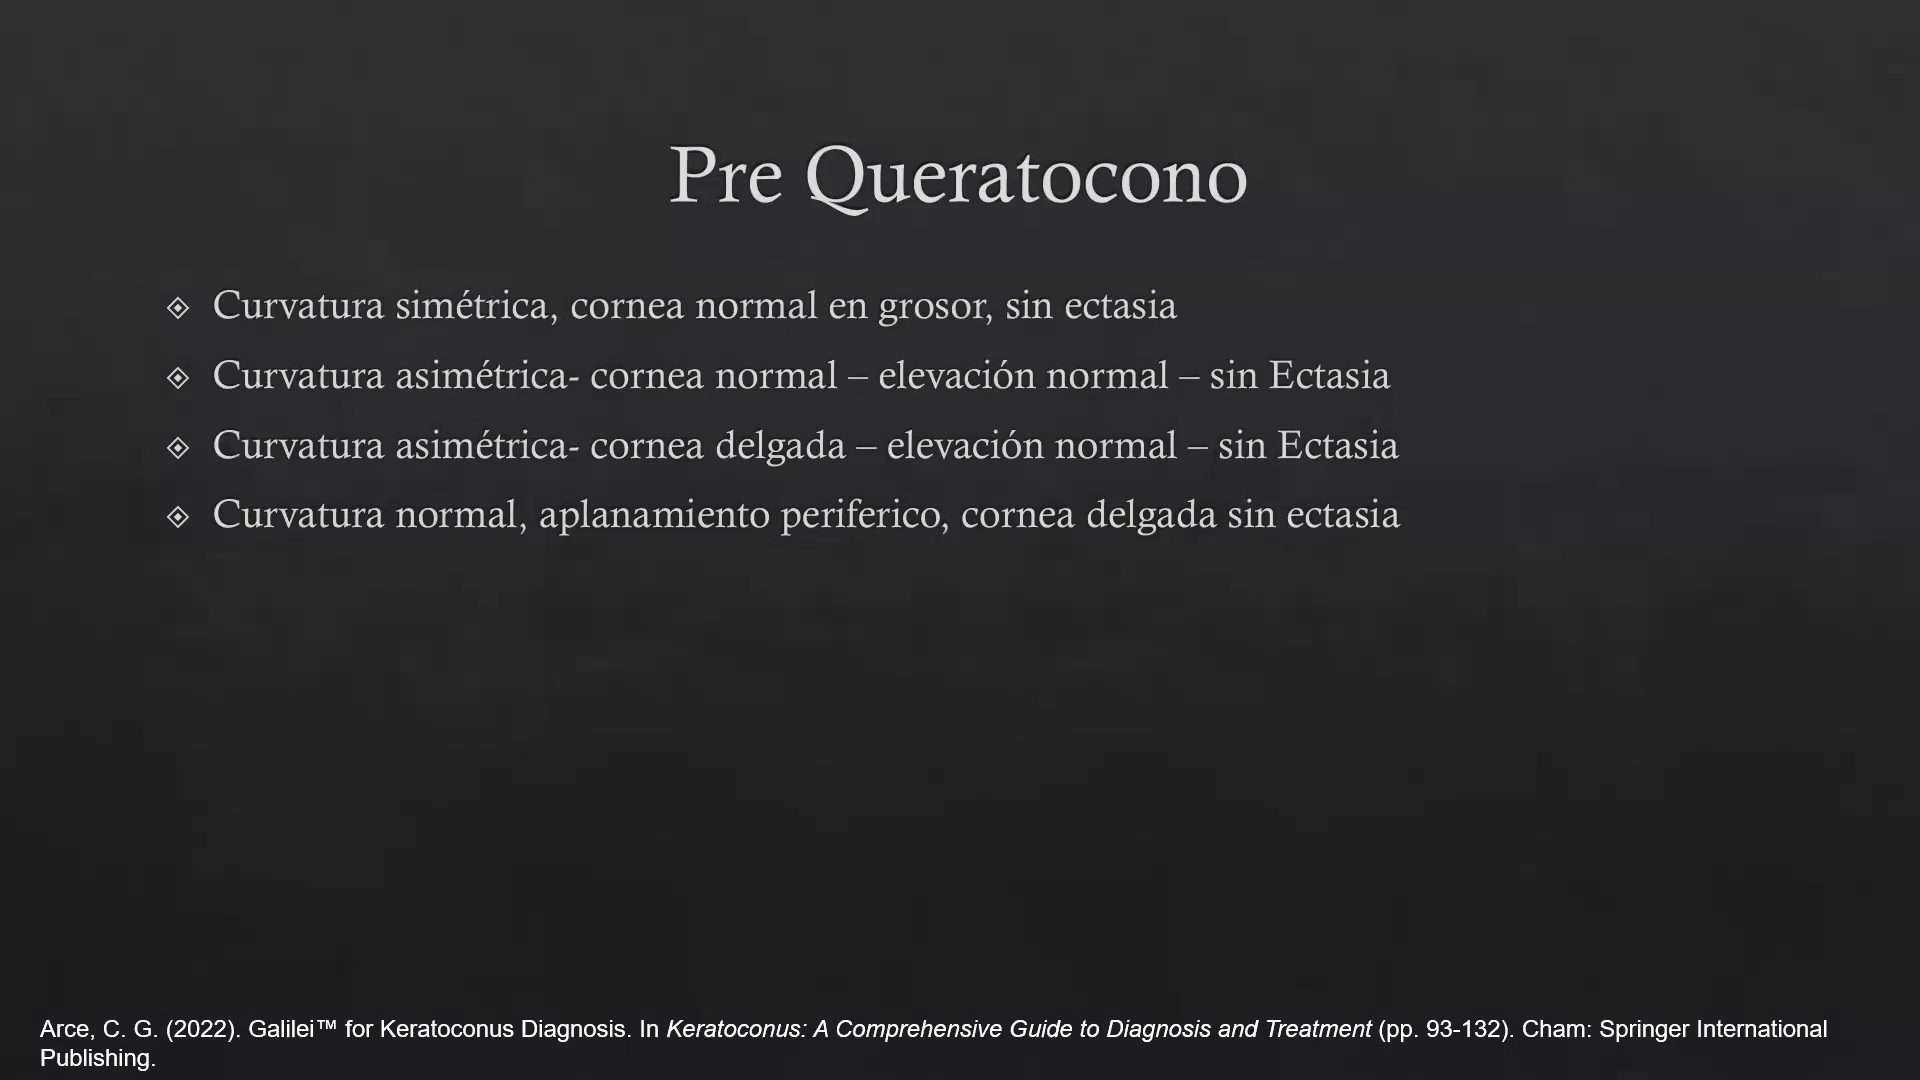 Pre Queratocono
Curvatura simétrica, cornea normal en grosor, sin ectasia
Curvatura asimétrica- cornea normal – elevación normal – sin Ectasia
Curvatura asimétrica- cornea delgada – elevación normal – sin Ectasia
Curvatura normal, aplanamiento periferico, cornea delgada sin ectasia
Arce, C. G. (2022). Galilei™ for Keratoconus Diagnosis. In Keratoconus: A Comprehensive Guide to Diagnosis and Treatment (pp. 93-132). Cham: Springer International
Publishing.